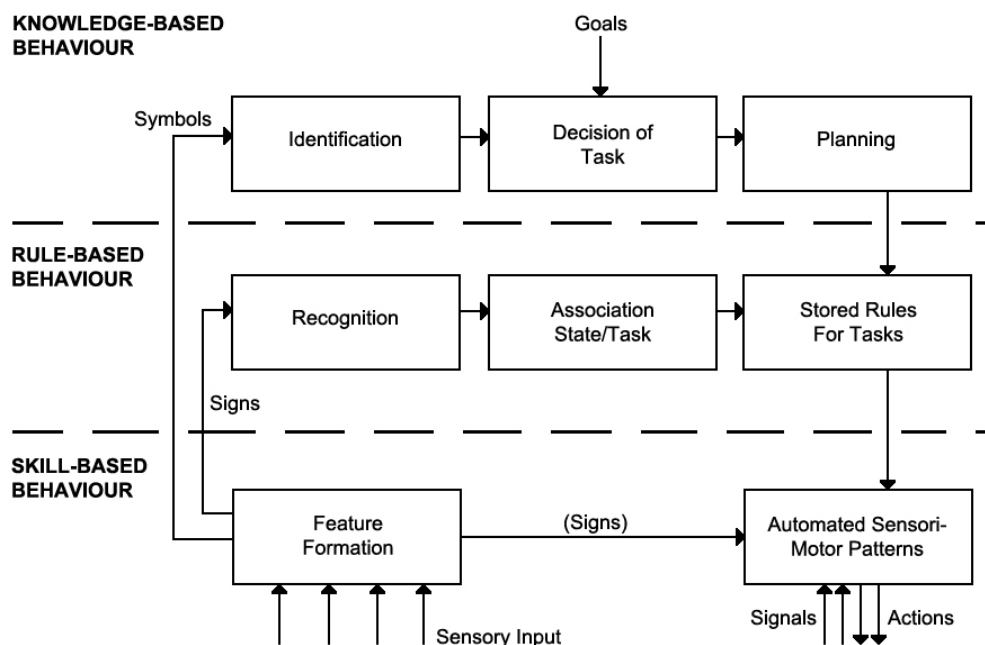 KNOWLEDGE-BASED
BEHAVIOUR
Goals
Symbols
Identification
Decision of
Task
Planning
RULE-BASED
BEHAVIOUR
Recognition
Association
State/Task
Stored Rules
For Tasks
Signs
SKILL-BASED
BEHAVIOUR
Feature
Formation
(Signs)
Automated Sensori-
Motor Patterns
Sensory Input
Signals
Actions